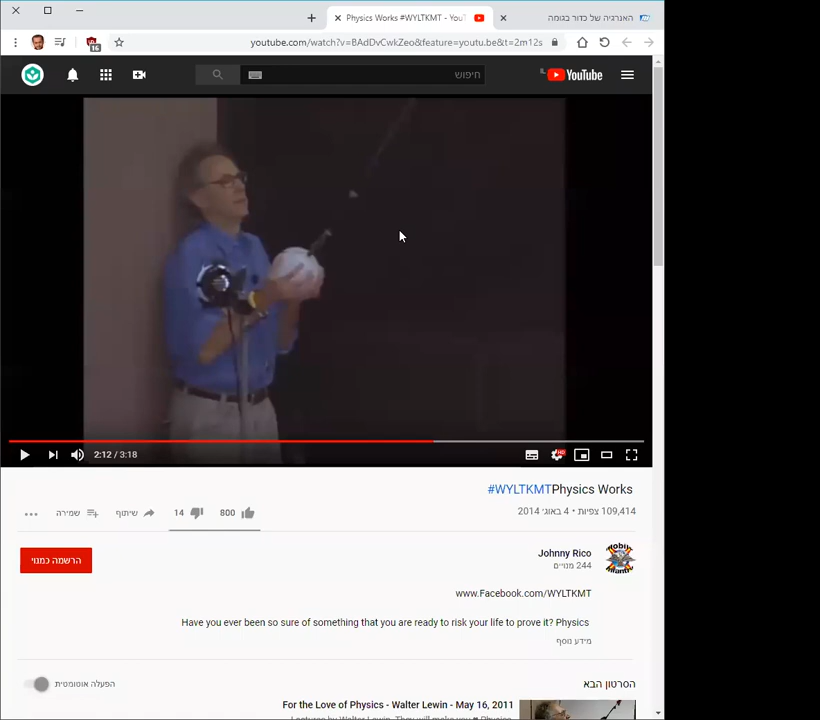 האנרגיה של כדור בגומה
Physics Works #WYLTKMT - YouT
16
youtube.com/watch?v=BAdDvCwkZeo&feature=youtu.be&t=2m12s
IL
YouTube
חיפוש
2:12 / 3:18
HD
#WYLTKMTPhysics Works
109,414 צפיות • 4 באוג׳ 2014
800
14
שיתוף
שמירה
Johnny Rico
244 מנויים
הרשמה כמנוי
www.Facebook.com/WYLTKMT
Have you ever been so sure of something that you are ready to risk your life to prove it? Physics
מידע נוסף
הסרטון הבא
הפעלה אוטומטית
For the Love of Physics - Walter Lewin - May 16, 2011